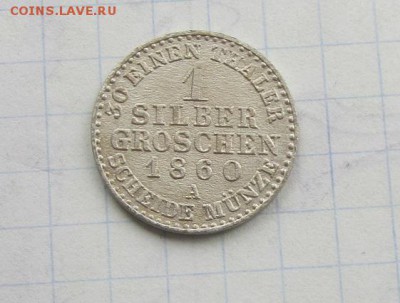 COINS.LAVE.RU
30 EINEN THALER
1
SILBER
GROSCHEN
1860
A
SCHEIDE MÜNZE